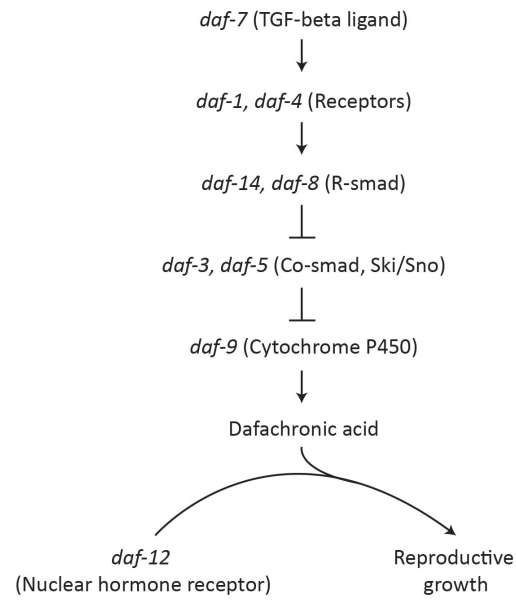 daf-7 (TGF-beta ligand)
daf-1, daf-4 (Receptors)
daf-14, daf-8 (R-smad)
daf-3, daf-5 (Co-smad, Ski/Sno)
daf-9 (Cytochrome P450)
Dafachronic acid
daf-12
(Nuclear hormone receptor)
Reproductive
growth